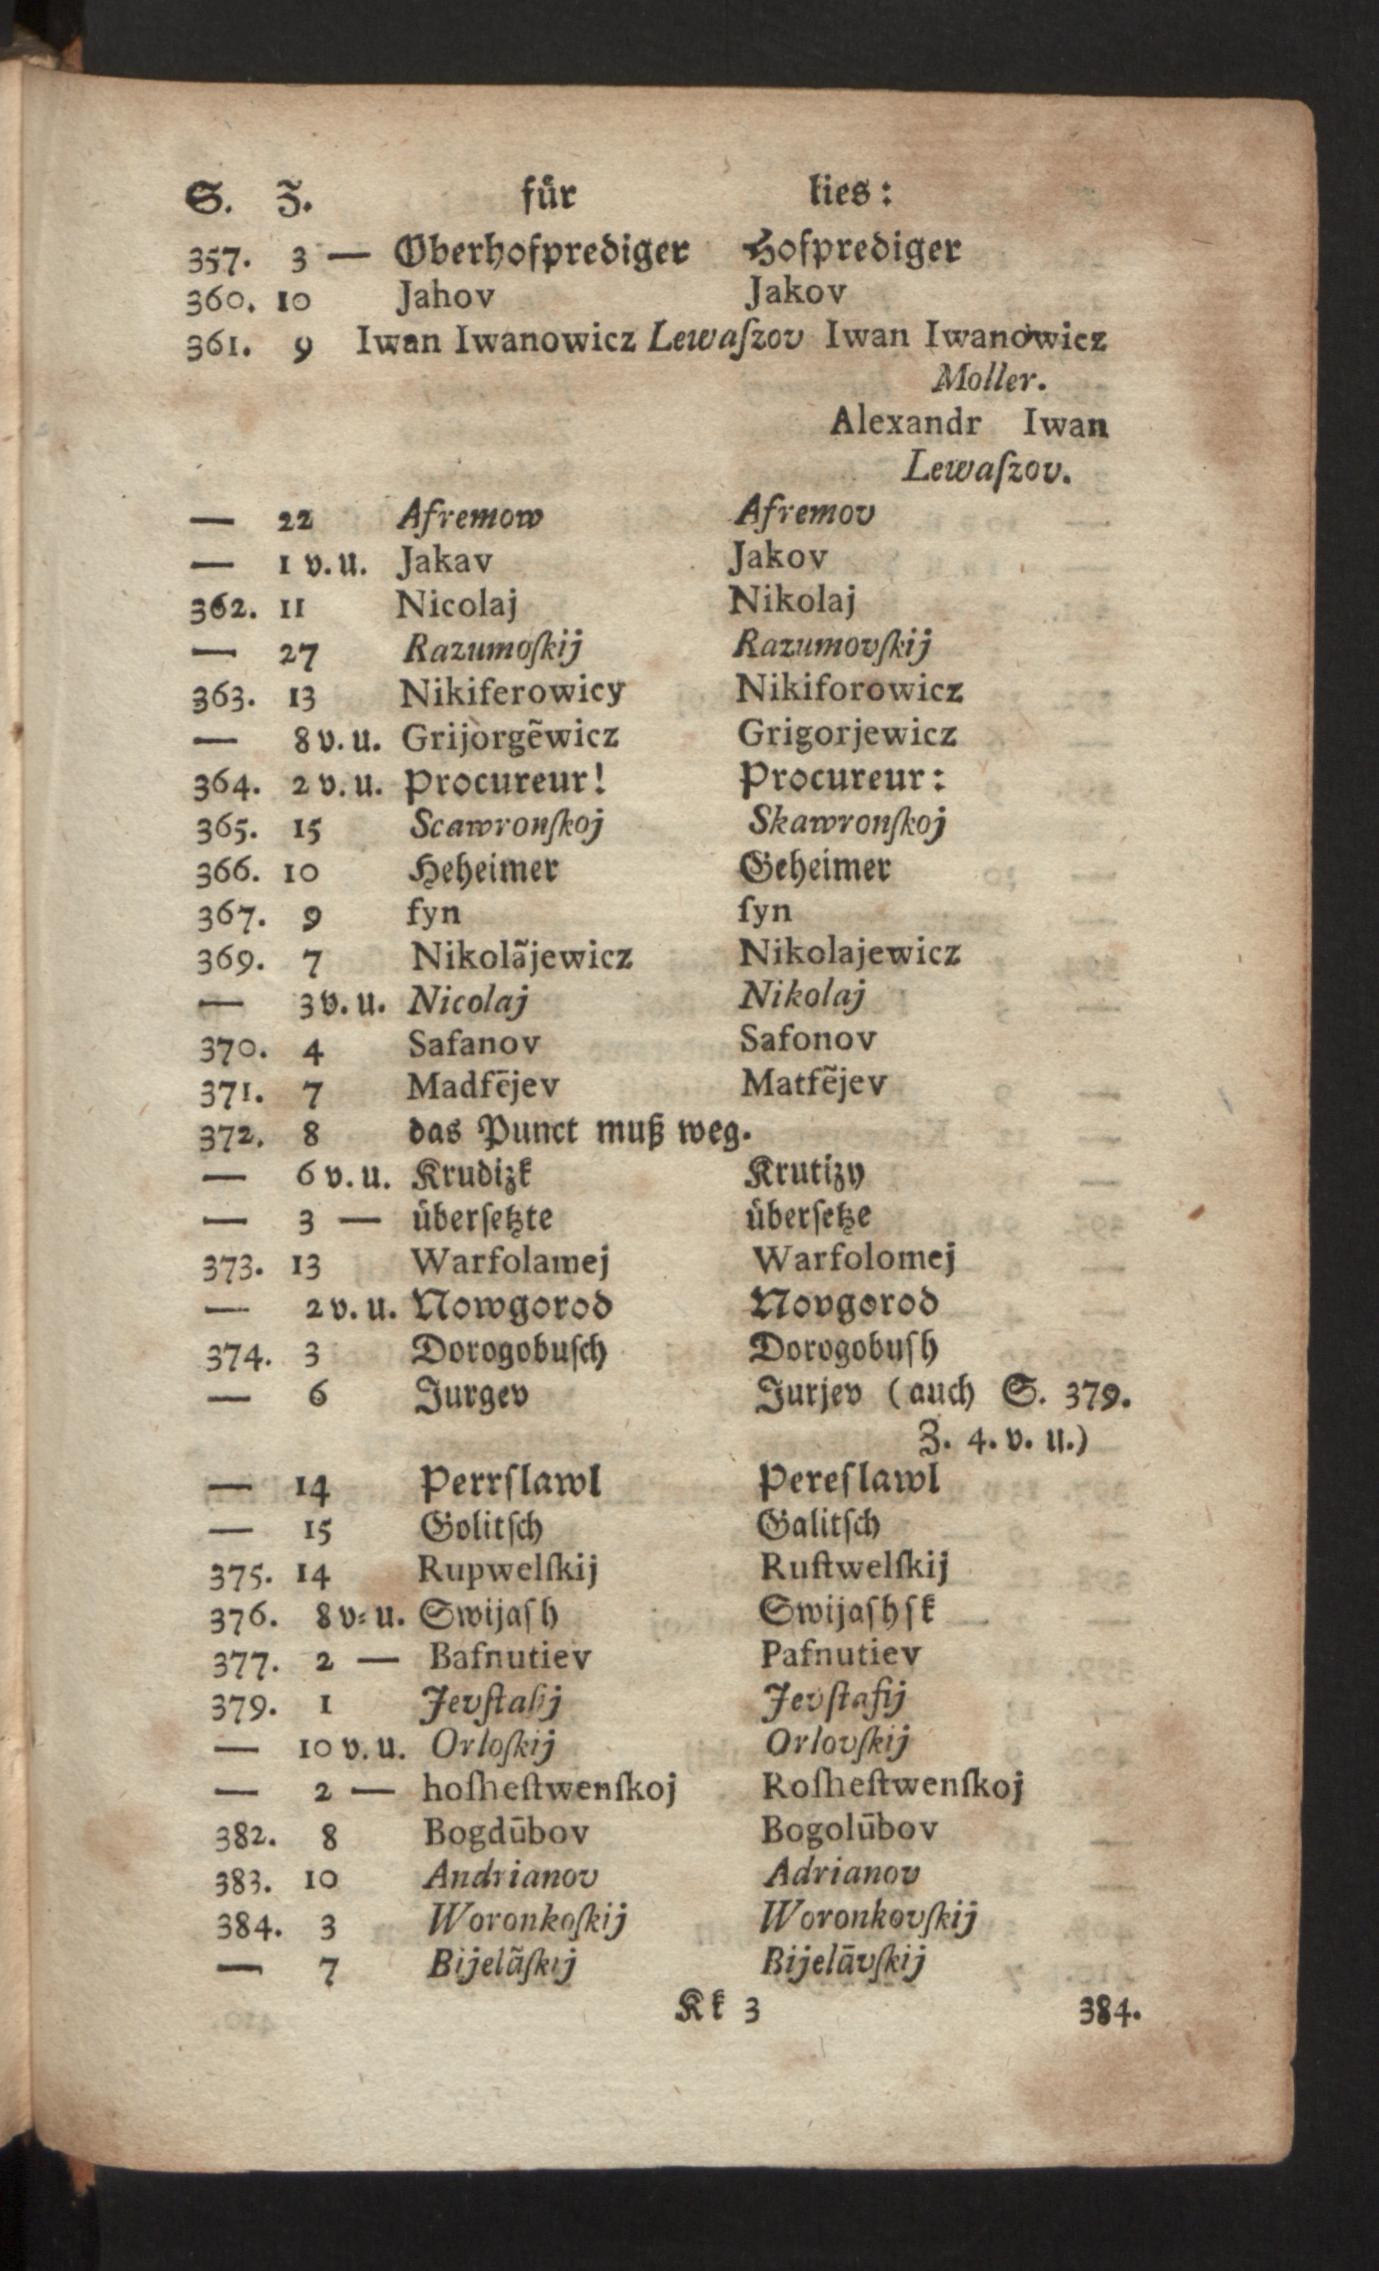 S. Z. für lies:
357. 3 — Oberhofprediger Hofprediger
360. 10 Jahov Jakov
361. 9 Iwan Iwanowicz Lewaſzov Iwan Iwanowicz
Moller.
Alexandr Iwan
Lewaſzov.
— 22 Afremow Afremov
— 1 v. u. Jakav Jakov
362. 11 Nicolaj Nikolaj
— 27 Razumoſkij Razumovſkij
363. 13 Nikiferowicy Nikiforowicz
— 8 v. u. Grijorgẽwicz Grigorjewicz
364. 2 v. u. Procureur! Procureur:
365. 15 Scawronſkoj Skawronſkoj
366. 10 Heheimer Geheimer
367. 9 fyn ſyn
369. 7 Nikolãjewicz Nikolajewicz
— 3 v. u. Nicolaj Nikolaj
370. 4 Safanov Safonov
371. 7 Madfējev Matfẽjev
372. 8 das Punct muß weg.
— 6 v. u. Krudizk Krutizy
— 3 — überſetzte überſetze
373. 13 Warfolamej Warfolomej
— 2 v. u. Nowgorod Novgorod
374. 3 Dorogobuſch Dorogobuſh
— 6 Jurgev Jurjev (auch S. 379.
Z. 4. v. u.)
— 14 Perrſlawl Pereſlawl
— 15 Golitſch Galitſch
375. 14 Rupwelſkij Ruſtwelſkij
376. 8 v. u. Swijaſh Swijaſhſk
377. 2 — Bafnutiev Pafnutiev
379. 1 Jevſtahj Jevſtafij
— 10 v. u. Orloſkij Orlovſkij
— 2 — hoſheſtwenſkoj Roſheſtwenſkoj
382. 8 Bogdūbov Bogolūbov
383. 10 Andrianov Adrianov
384. 3 Woronkoſkij Woronkovſkij
— 7 Bijelãſkij Bijelāvſkij
Kk 3 384.